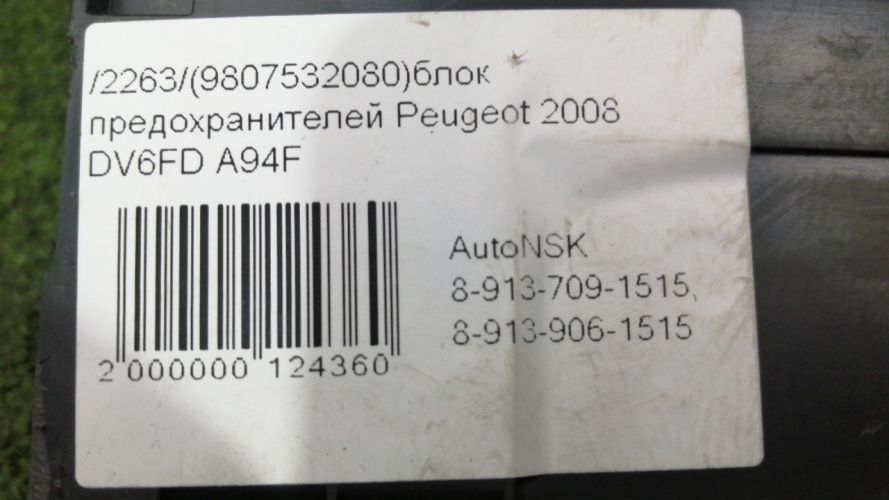 /2263/(9807532080)блок
предохранителей Peugeot 2008
DV6FD A94F
AutoNSK
8-913-709-1515,
8-913-906-1515
2 000000 124360